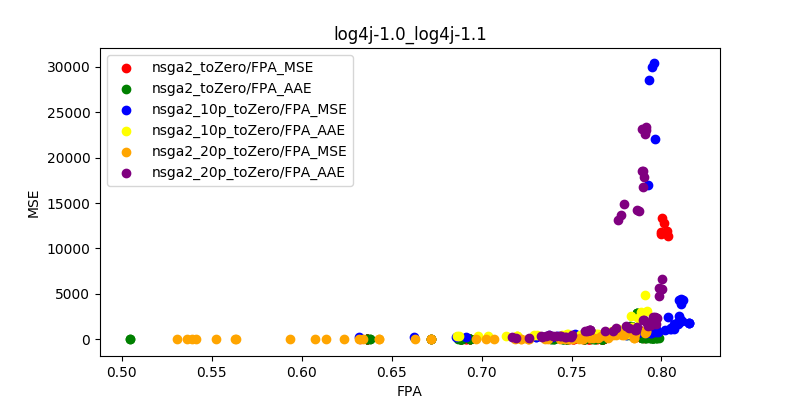 log4j-1.0_log4j-1.1
nsga2_toZero/FPA_MSE
nsga2_toZero/FPA_AAE
nsga2_10p_toZero/FPA_MSE
nsga2_10p_toZero/FPA_AAE
nsga2_20p_toZero/FPA_MSE
nsga2_20p_toZero/FPA_AAE
MSE
30000
25000
20000
15000
10000
5000
0
0.50 0.55 0.60 0.65 0.70 0.75 0.80
FPA